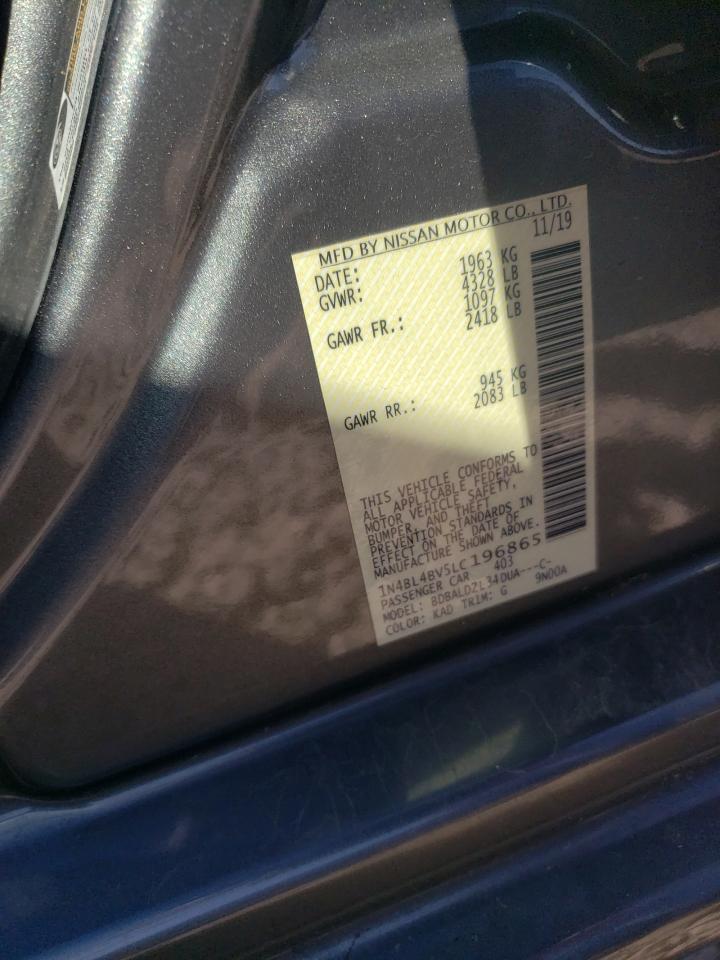 MFD BY NISSAN MOTOR CO., LTD.
DATE: 11/19
GVWR: 1963 KG
4328 LB
GAWR FR.: 1097 KG
2418 LB
GAWR RR.: 945 KG
2083 LB
THIS VEHICLE CONFORMS TO
ALL APPLICABLE FEDERAL
MOTOR VEHICLE SAFETY,
BUMPER, AND THEFT
PREVENTION STANDARDS IN
EFFECT ON THE DATE OF
MANUFACTURE SHOWN ABOVE.
1N4BL4BV5LC196865
PASSENGER CAR 403
MODEL: BDBALDZL34DUA---C-
COLOR: KAD TRIM: G 9N00A